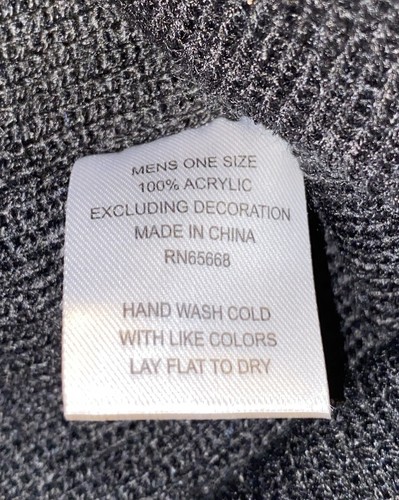 MENS ONE SIZE
100% ACRYLIC
EXCLUDING DECORATION
MADE IN CHINA
RN65668
HAND WASH COLD
WITH LIKE COLORS
LAY FLAT TO DRY